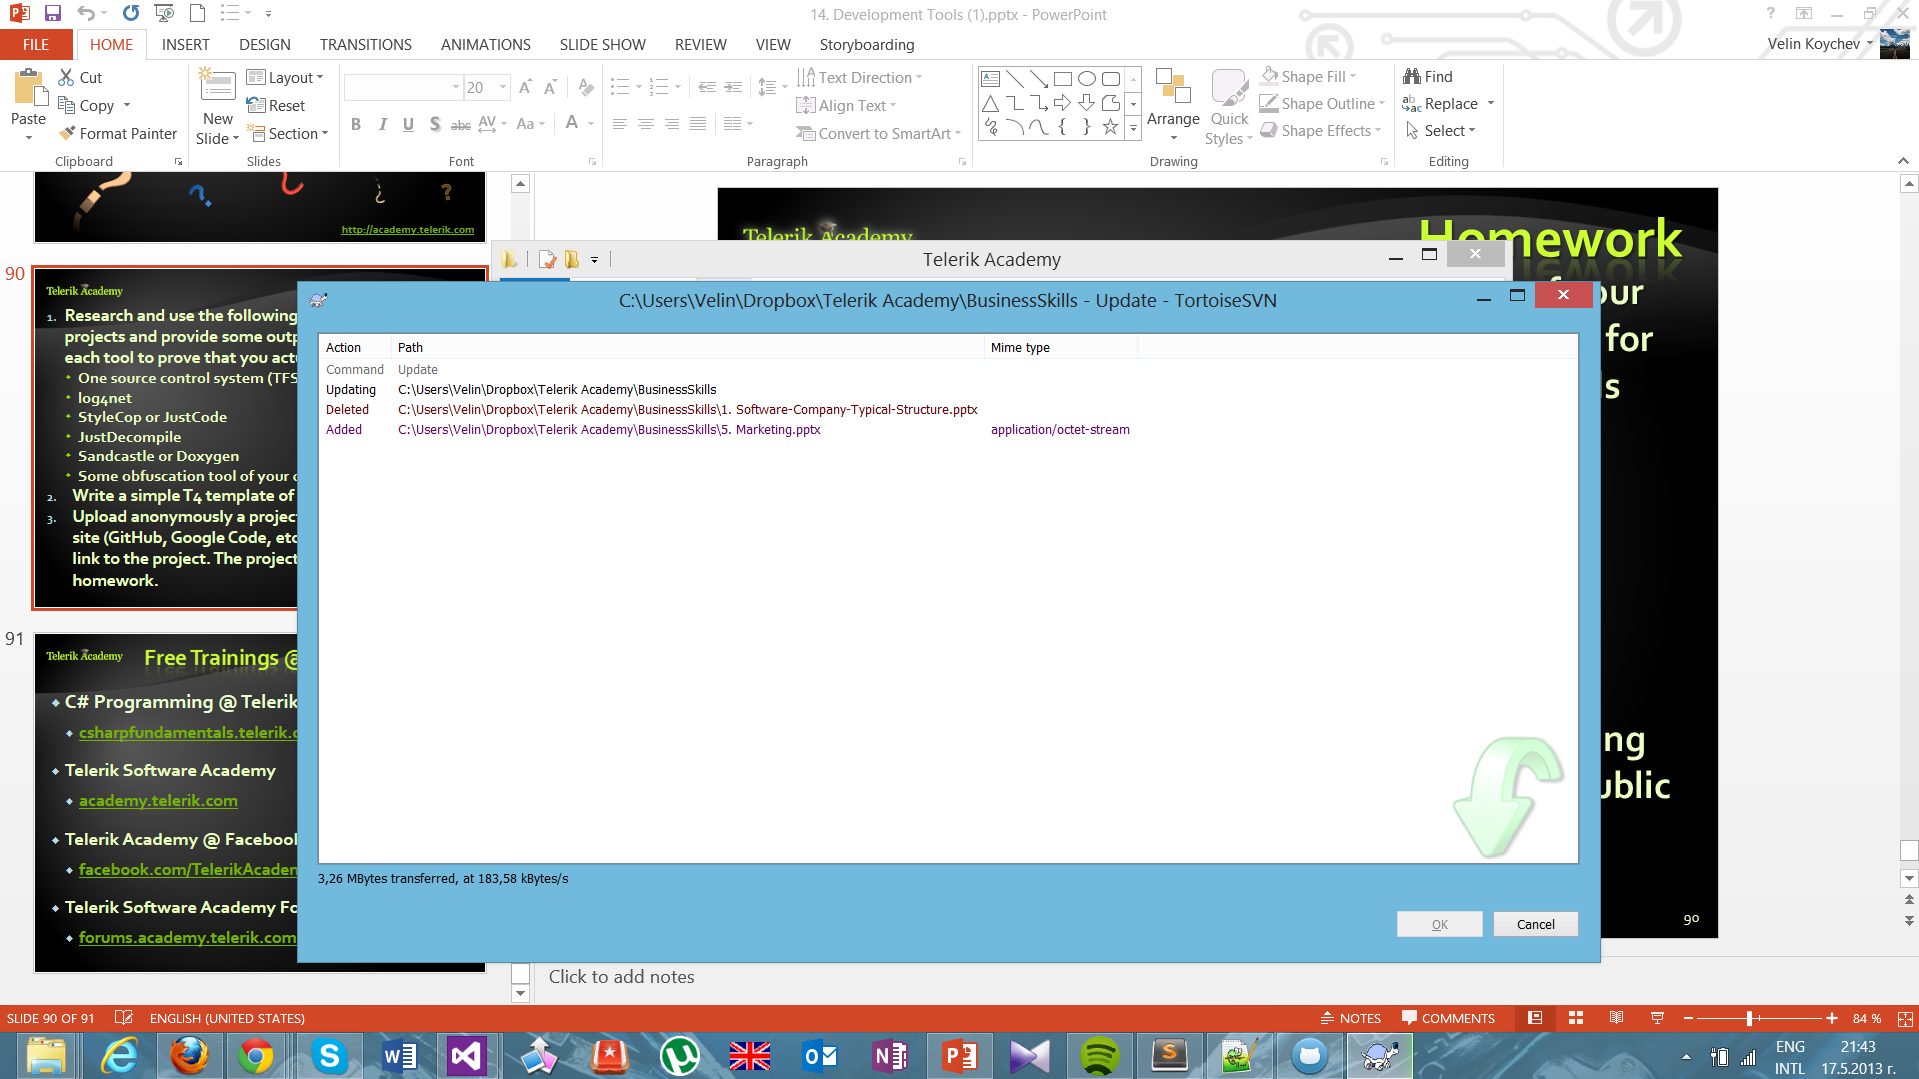 14. Development Tools (1).pptx - PowerPoint
FILE HOME INSERT DESIGN TRANSITIONS ANIMATIONS SLIDE SHOW REVIEW VIEW Storyboarding
Velin Koychev
Paste
Cut
Copy
Format Painter
Clipboard
New Slide
Layout
Reset
Section
Slides
20
B I U S abc AV Aa A
Font
Text Direction
Align Text
Convert to SmartArt
Paragraph
Arrange
Quick Styles
Shape Fill
Shape Outline
Shape Effects
Drawing
Find
Replace
Select
Editing
http://academy.telerik.com
90
Telerik Academy
1. Research and use the following
projects and provide some outp
each tool to prove that you actu
One source control system (TFS
log4net
StyleCop or JustCode
JustDecompile
Sandcastle or Doxygen
Some obfuscation tool of your
2. Write a simple T4 template of
3. Upload anonymously a project
site (GitHub, Google Code, etc
link to the project. The project
homework.
91
Telerik Academy
Free Trainings @
C# Programming @ Telerik
csharpfundamentals.telerik.c
Telerik Software Academy
academy.telerik.com
Telerik Academy @ Facebook
facebook.com/TelerikAcadem
Telerik Software Academy Fo
forums.academy.telerik.com
Telerik Academy
Homework
our
for
s
ng
ublic
90
Telerik Academy
C:\Users\Velin\Dropbox\Telerik Academy\BusinessSkills - Update - TortoiseSVN
Action Path Mime type
Command Update
Updating C:\Users\Velin\Dropbox\Telerik Academy\BusinessSkills
Deleted C:\Users\Velin\Dropbox\Telerik Academy\BusinessSkills\1. Software-Company-Typical-Structure.pptx
Added C:\Users\Velin\Dropbox\Telerik Academy\BusinessSkills\5. Marketing.pptx application/octet-stream
3,26 MBytes transferred, at 183,58 kBytes/s
OK Cancel
Click to add notes
SLIDE 90 OF 91 ENGLISH (UNITED STATES) NOTES COMMENTS 84 %
ENG 21:43
INTL 17.5.2013 г.